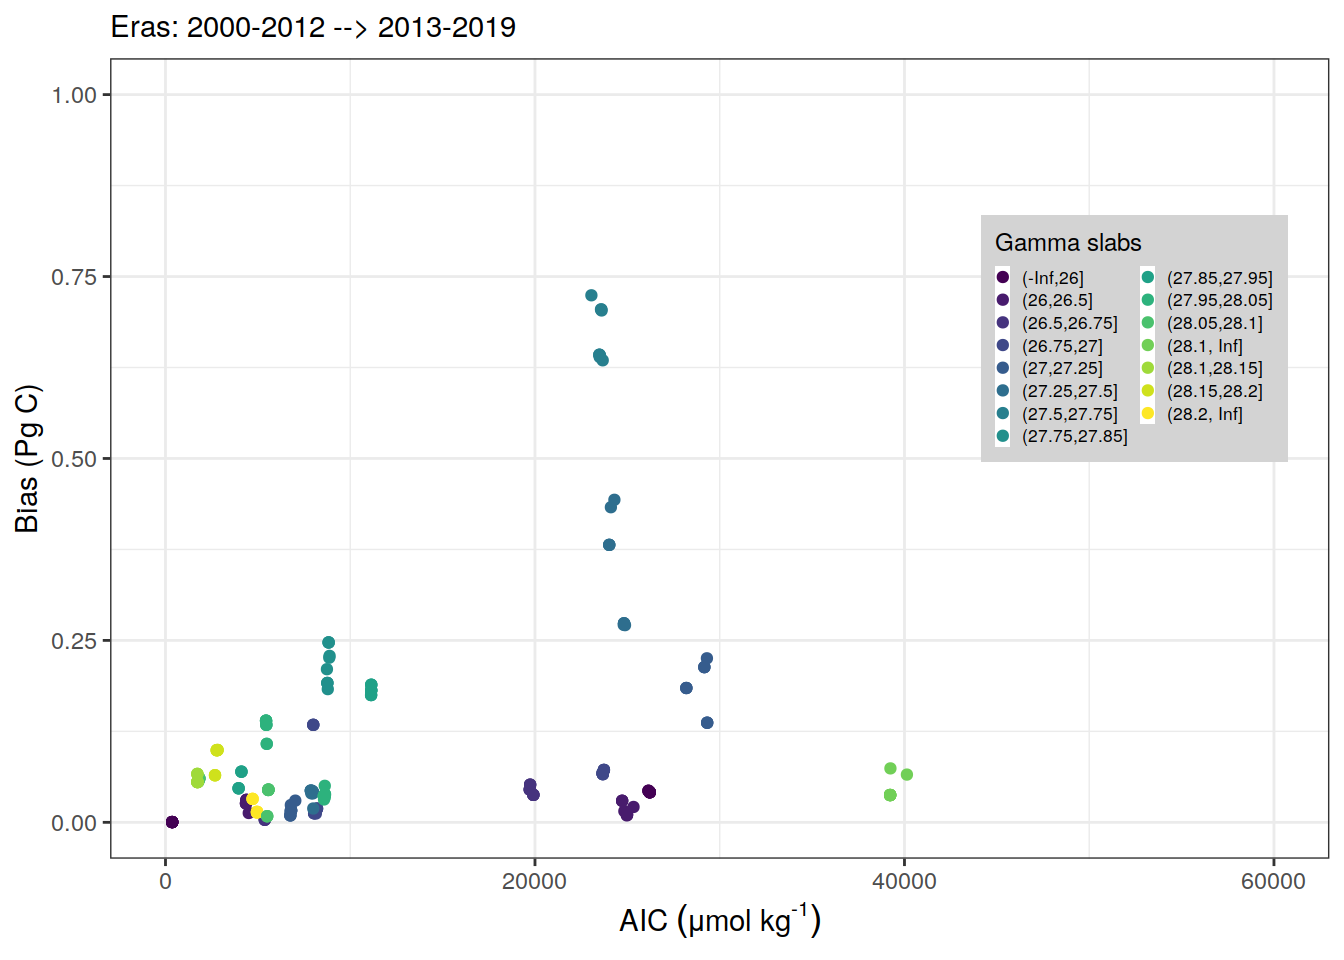 Eras: 2000-2012 --> 2013-2019
1.00
0.75
0.50
0.25
0.00
Bias (Pg C)
Gamma slabs
(-Inf,26]
(26,26.5]
(26.5,26.75]
(26.75,27]
(27,27.25]
(27.25,27.5]
(27.5,27.75]
(27.75,27.85]
(27.85,27.95]
(27.95,28.05]
(28.05,28.1]
(28.1, Inf]
(28.1,28.15]
(28.15,28.2]
(28.2, Inf]
0 20000 40000 60000
AIC (μmol kg⁻¹)